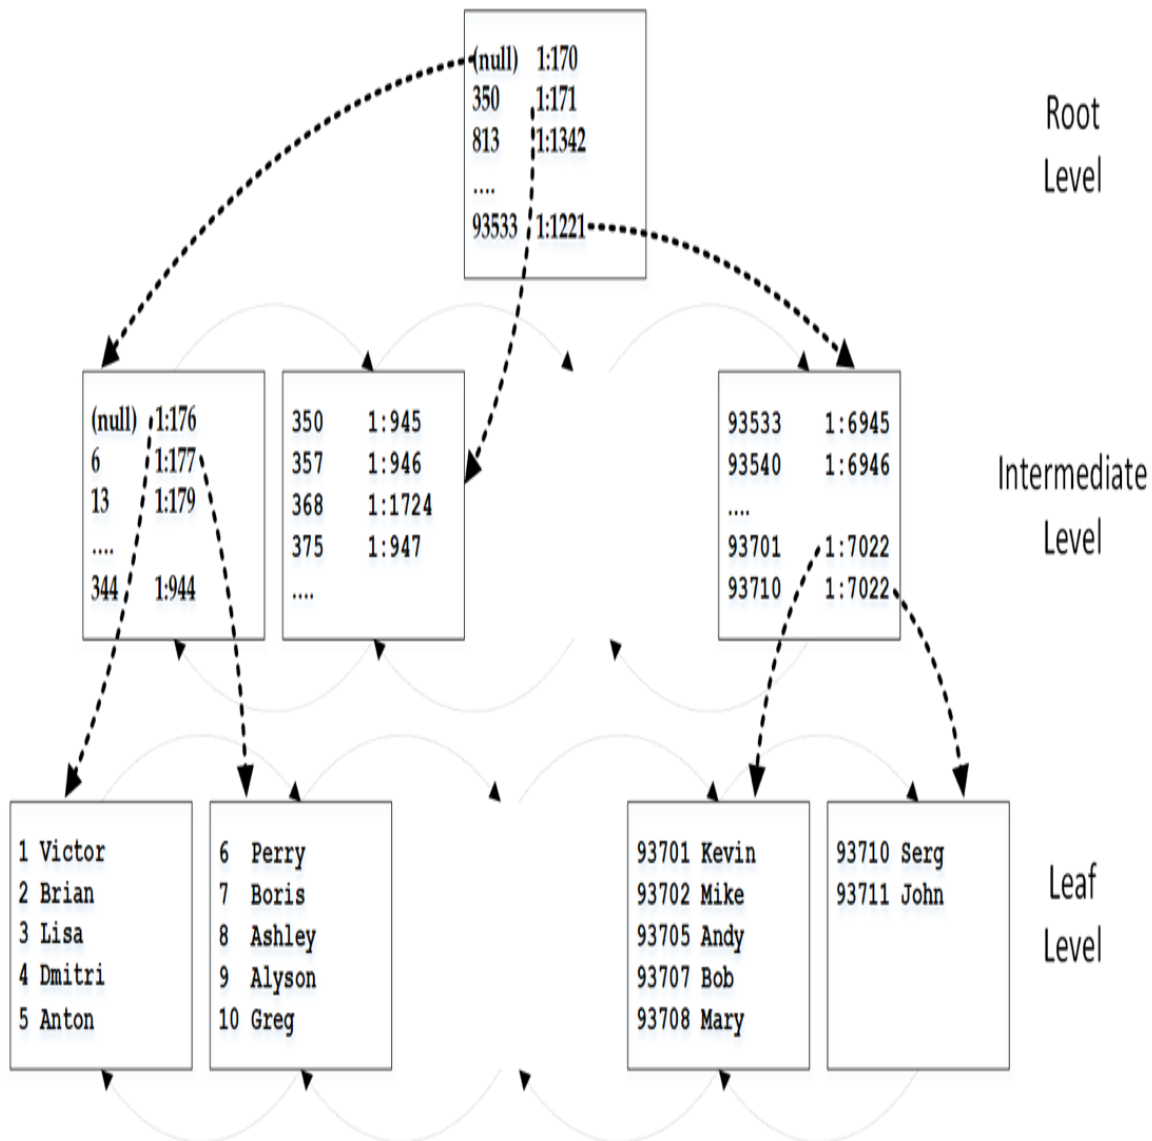 (null) 1:170
350 1:171
813 1:1342
....
93533 1:1221
Root
Level
(null) 1:176
6 1:177
13 1:179
....
344 1:944
350 1:945
357 1:946
368 1:1724
375 1:947
....
93533 1:6945
93540 1:6946
....
93701 1:7022
93710 1:7022
Intermediate
Level
1 Victor
2 Brian
3 Lisa
4 Dmitri
5 Anton
6 Perry
7 Boris
8 Ashley
9 Alyson
10 Greg
93701 Kevin
93702 Mike
93705 Andy
93707 Bob
93708 Mary
93710 Serg
93711 John
Leaf
Level